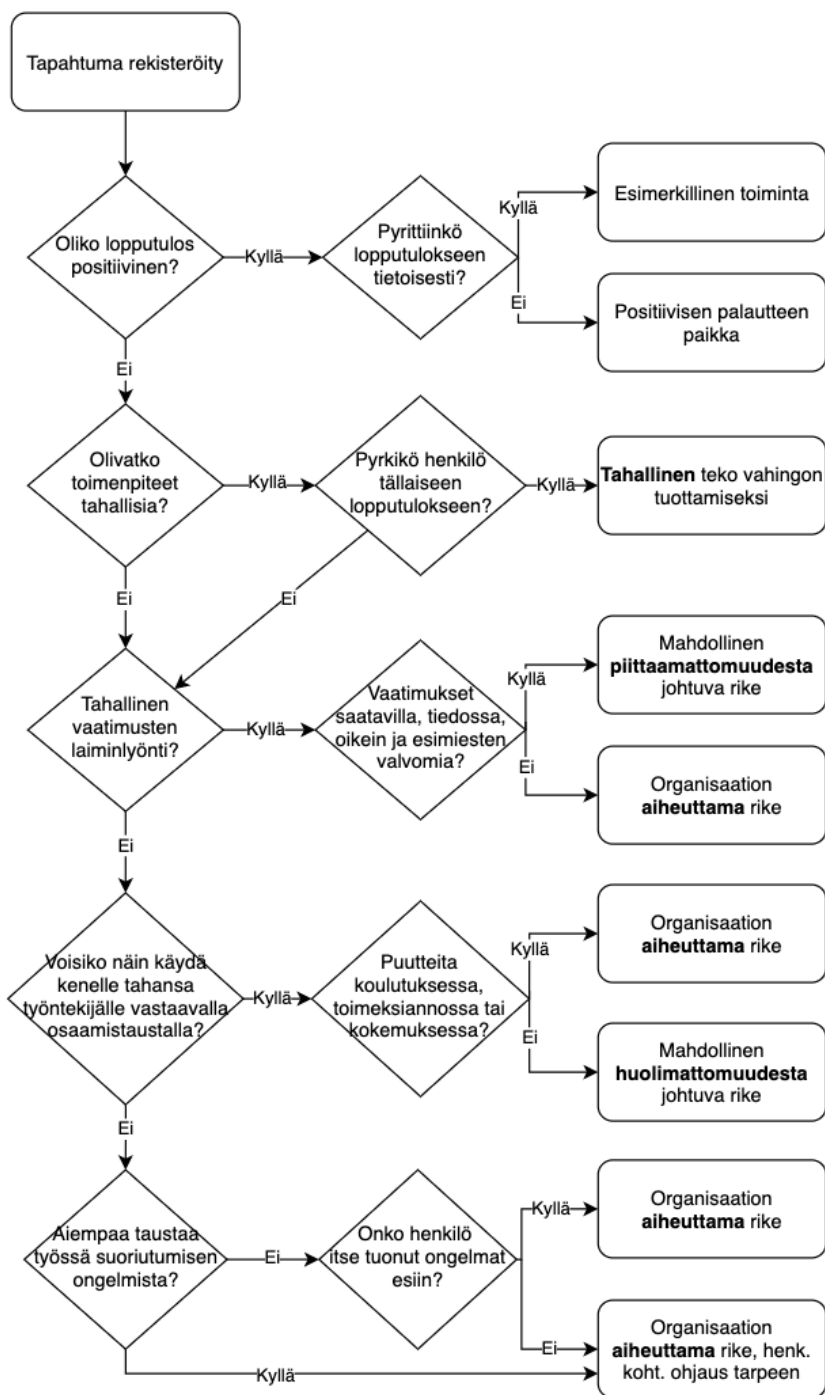 Tapahtuma rekisteröity
Oliko lopputulos
positiivinen?
Kyllä
Pyrittiinkö
lopputulokseen
tietoisesti?
Kyllä
Esimerkillinen toiminta
Ei
Positiivisen palautteen
paikka
Ei
Olivatko
toimenpiteet
tahallisia?
Kyllä
Pyrkikö henkilö
tällaiseen
lopputulokseen?
Kyllä
Tahallinen teko vahingon
tuottamiseksi
Ei
Ei
Tahallinen
vaatimusten
laiminlyönti?
Kyllä
Vaatimukset
saatavilla, tiedossa,
oikein ja esimiesten
valvomia?
Kyllä
Mahdollinen
piittaamattomuudesta
johtuva rike
Ei
Organisaation
aiheuttama rike
Ei
Voisiko näin käydä
kenelle tahansa
työntekijälle vastaavalla
osaamistaustalla?
Kyllä
Puutteita
koulutuksessa,
toimeksiannossa tai
kokemuksessa?
Kyllä
Organisaation
aiheuttama rike
Ei
Mahdollinen
huolimattomuudesta
johtuva rike
Ei
Aiempaa taustaa
työssä suoriutumisen
ongelmista?
Ei
Onko henkilö
itse tuonut ongelmat
esiin?
Kyllä
Organisaation
aiheuttama rike
Ei
Organisaation
aiheuttama rike, henk.
koht. ohjaus tarpeen
Kyllä